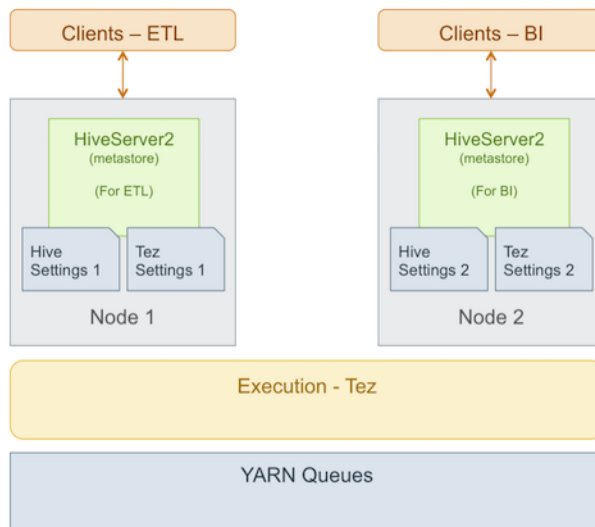 Clients – ETL
Clients – BI
HiveServer2
(metastore)
(For ETL)
Hive
Settings 1
Tez
Settings 1
Node 1
HiveServer2
(metastore)
(For BI)
Hive
Settings 2
Tez
Settings 2
Node 2
Execution - Tez
YARN Queues